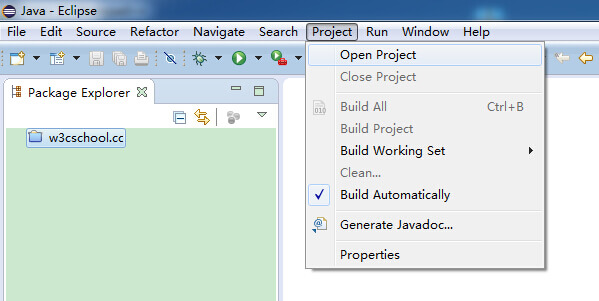 Java - Eclipse
File Edit Source Refactor Navigate Search Project Run Window Help
Package Explorer
w3cschool.cc
Open Project
Close Project
010
Build All Ctrl+B
Build Project
Build Working Set
Clean...
Build Automatically
Generate Javadoc...
Properties